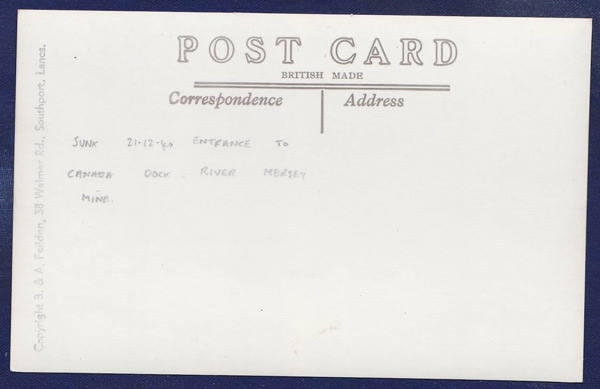 POST CARD
BRITISH MADE
Correspondence
Address
SUNK 21-12-40 ENTRANCE TO
CANADA DOCK. RIVER MERSEY
MINE.
Copyright B. & A. Feilden, 38 Walmer Rd., Southport, Lancs.